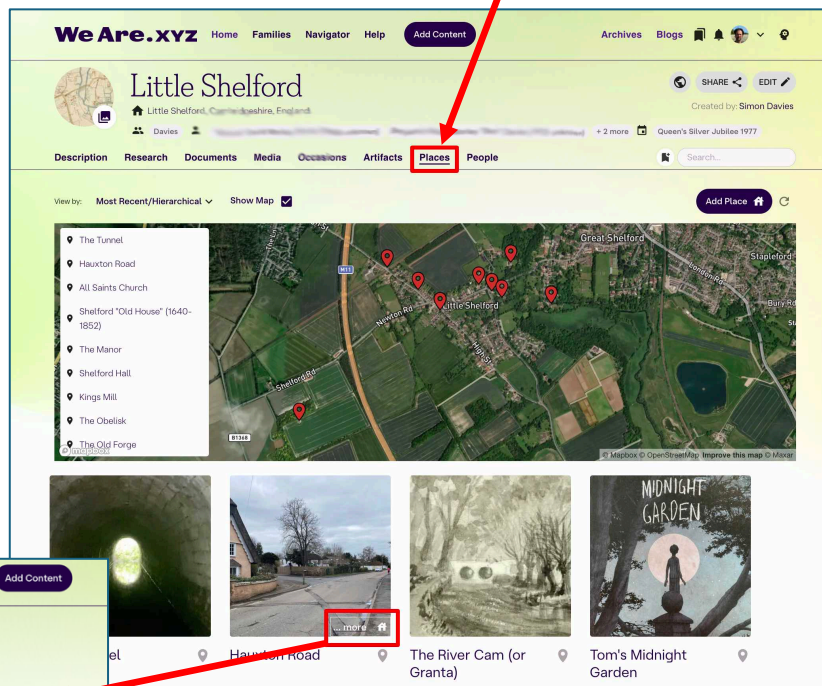 We Are.xyz Home Families Navigator Help Add Content Archives Blogs
Little Shelford
SHARE EDIT
Little Shelford, England
Created by: Simon Davies
Davies + 2 more Queen's Silver Jubilee 1977
Description Research Documents Media Occasions Artifacts Places People Search...
View by: Most Recent/Hierarchical Show Map Add Place
The Tunnel
Hauxton Road
All Saints Church
Shelford "Old House" (1640-
1852)
The Manor
Shelford Hall
Kings Mill
The Obelisk
The Old Forge
mapbox
M11
Great Shelford
Stapleford
London Rd
Bury Rd
Little Shelford
Newton Rd
High St
Shelford Rd
B1368
© Mapbox © OpenStreetMap Improve this map © Maxar
MIDNIGHT
GARDEN
... more
Add Content
el
Hauxton Road
The River Cam (or
Granta)
Tom's Midnight
Garden